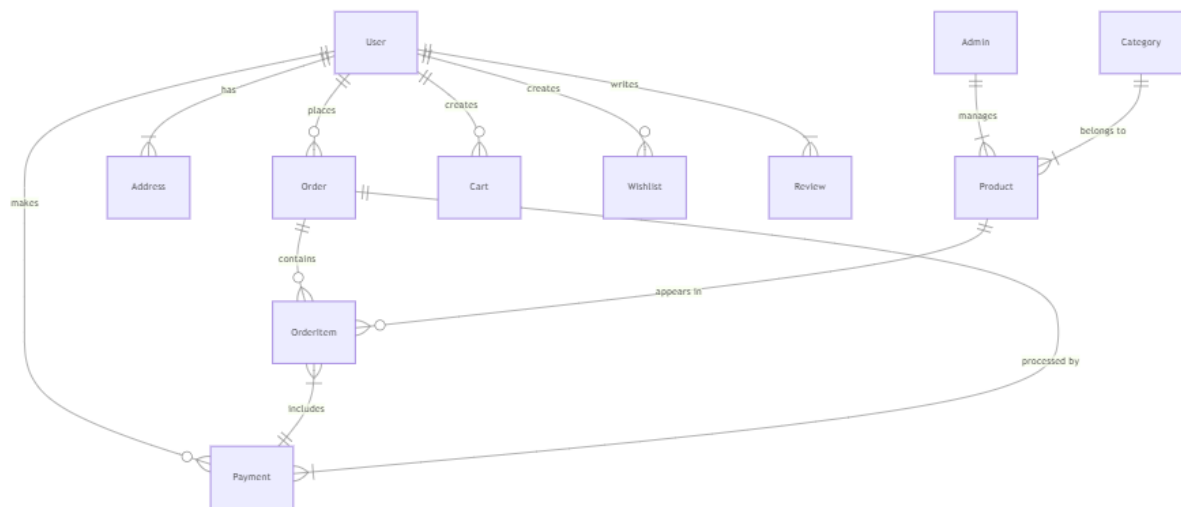 User
Admin
Category
has
writes
creates
places
creates
manages
belongs to
Address
Order
Cart
Wishlist
Review
Product
makes
contains
appears in
OrderItem
processed by
includes
Payment